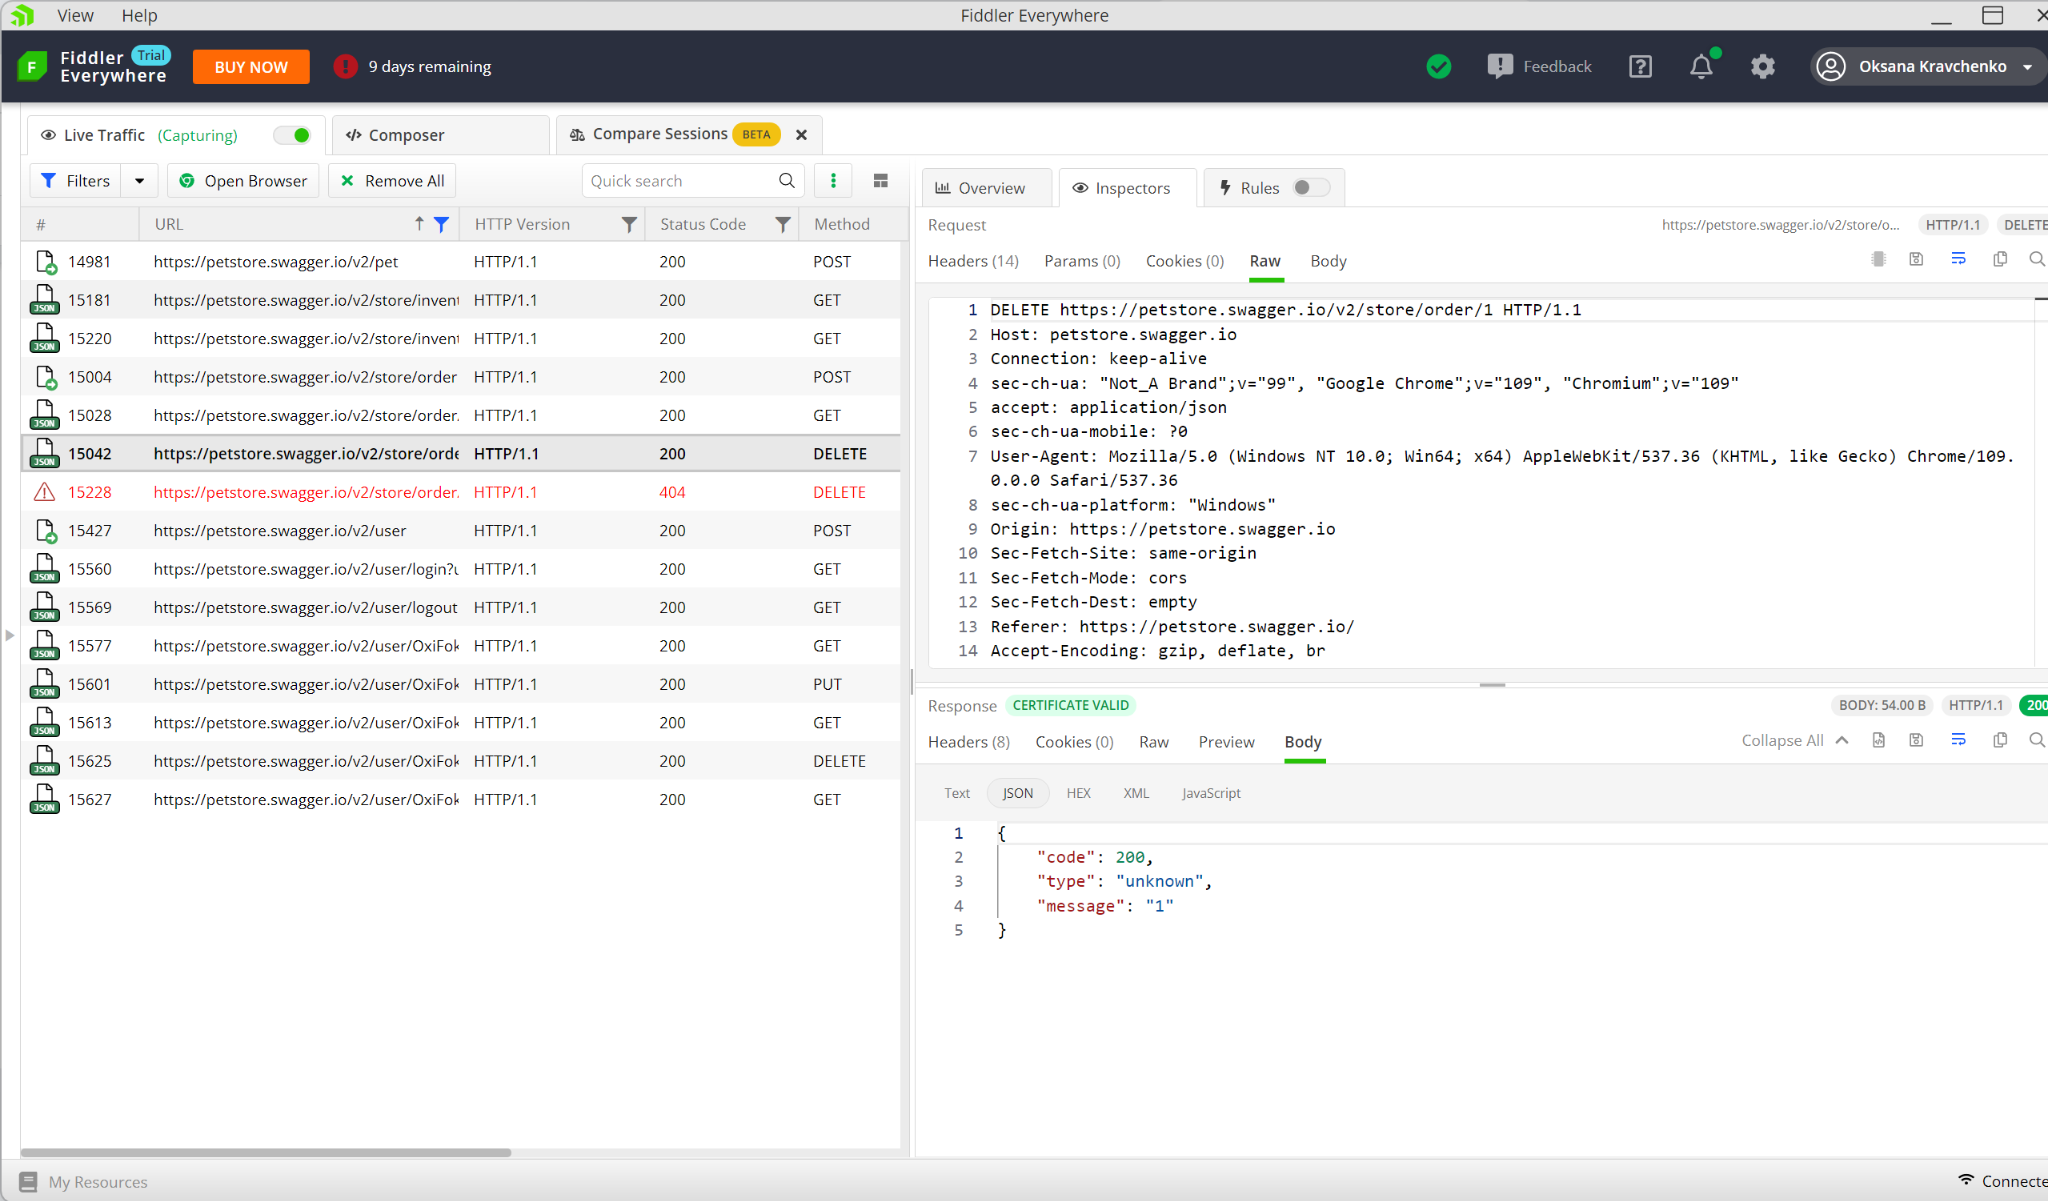 View Help Fiddler Everywhere
Fiddler Everywhere Trial BUY NOW 9 days remaining Feedback Oksana Kravchenko
Live Traffic (Capturing) Composer Compare Sessions BETA
Filters Open Browser Remove All Quick search
# URL HTTP Version Status Code Method
14981 https://petstore.swagger.io/v2/pet HTTP/1.1 200 POST
JSON 15181 https://petstore.swagger.io/v2/store/invent HTTP/1.1 200 GET
JSON 15220 https://petstore.swagger.io/v2/store/invent HTTP/1.1 200 GET
15004 https://petstore.swagger.io/v2/store/order HTTP/1.1 200 POST
JSON 15028 https://petstore.swagger.io/v2/store/order. HTTP/1.1 200 GET
JSON 15042 https://petstore.swagger.io/v2/store/orde HTTP/1.1 200 DELETE
15228 https://petstore.swagger.io/v2/store/order. HTTP/1.1 404 DELETE
15427 https://petstore.swagger.io/v2/user HTTP/1.1 200 POST
JSON 15560 https://petstore.swagger.io/v2/user/login?u HTTP/1.1 200 GET
JSON 15569 https://petstore.swagger.io/v2/user/logout HTTP/1.1 200 GET
JSON 15577 https://petstore.swagger.io/v2/user/OxiFok HTTP/1.1 200 GET
JSON 15601 https://petstore.swagger.io/v2/user/OxiFok HTTP/1.1 200 PUT
JSON 15613 https://petstore.swagger.io/v2/user/OxiFok HTTP/1.1 200 GET
JSON 15625 https://petstore.swagger.io/v2/user/OxiFok HTTP/1.1 200 DELETE
JSON 15627 https://petstore.swagger.io/v2/user/OxiFok HTTP/1.1 200 GET
Overview Inspectors Rules
Request https://petstore.swagger.io/v2/store/o... HTTP/1.1 DELETE
Headers (14) Params (0) Cookies (0) Raw Body
1 DELETE https://petstore.swagger.io/v2/store/order/1 HTTP/1.1
2 Host: petstore.swagger.io
3 Connection: keep-alive
4 sec-ch-ua: "Not_A Brand";v="99", "Google Chrome";v="109", "Chromium";v="109"
5 accept: application/json
6 sec-ch-ua-mobile: ?0
7 User-Agent: Mozilla/5.0 (Windows NT 10.0; Win64; x64) AppleWebKit/537.36 (KHTML, like Gecko) Chrome/109.
0.0.0 Safari/537.36
8 sec-ch-ua-platform: "Windows"
9 Origin: https://petstore.swagger.io
10 Sec-Fetch-Site: same-origin
11 Sec-Fetch-Mode: cors
12 Sec-Fetch-Dest: empty
13 Referer: https://petstore.swagger.io/
14 Accept-Encoding: gzip, deflate, br
Response CERTIFICATE VALID BODY: 54.00 B HTTP/1.1 200
Headers (8) Cookies (0) Raw Preview Body Collapse All
Text JSON HEX XML JavaScript
1 {
2 "code": 200,
3 "type": "unknown",
4 "message": "1"
5 }
My Resources Connecte